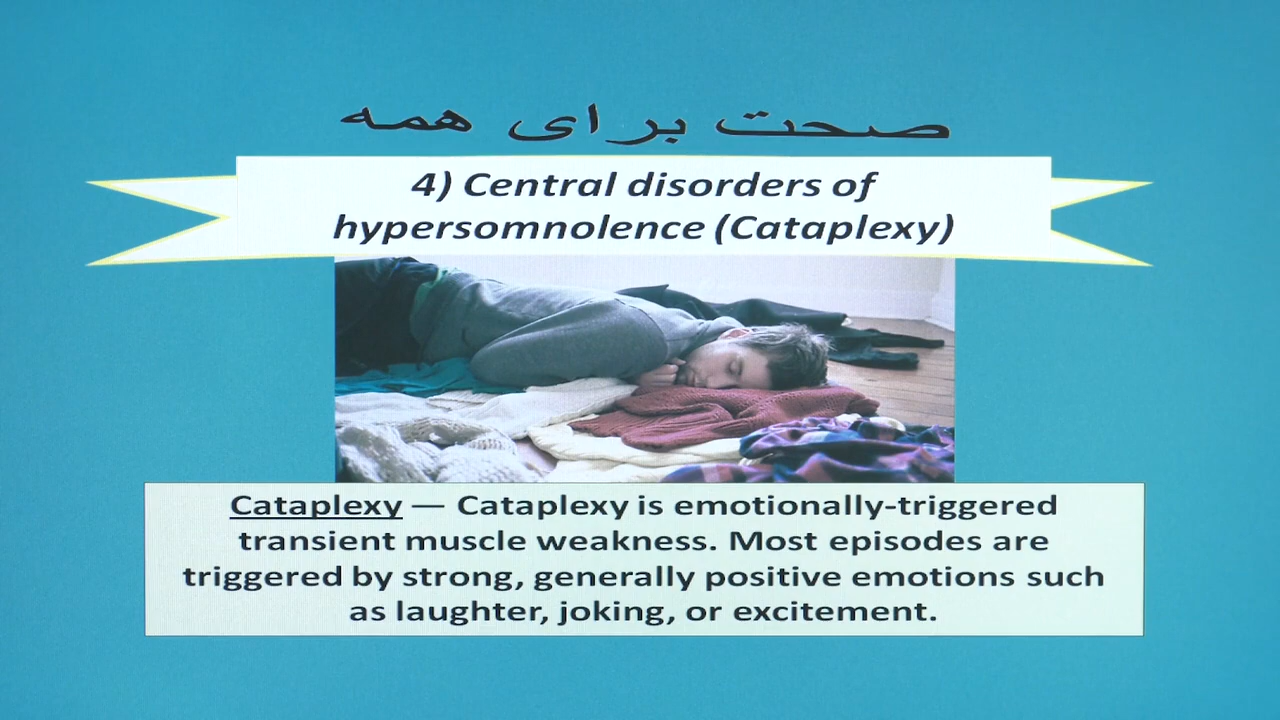 صحت برای همه
4) Central disorders of
hypersomnolence (Cataplexy)
Cataplexy — Cataplexy is emotionally-triggered
transient muscle weakness. Most episodes are
triggered by strong, generally positive emotions such
as laughter, joking, or excitement.